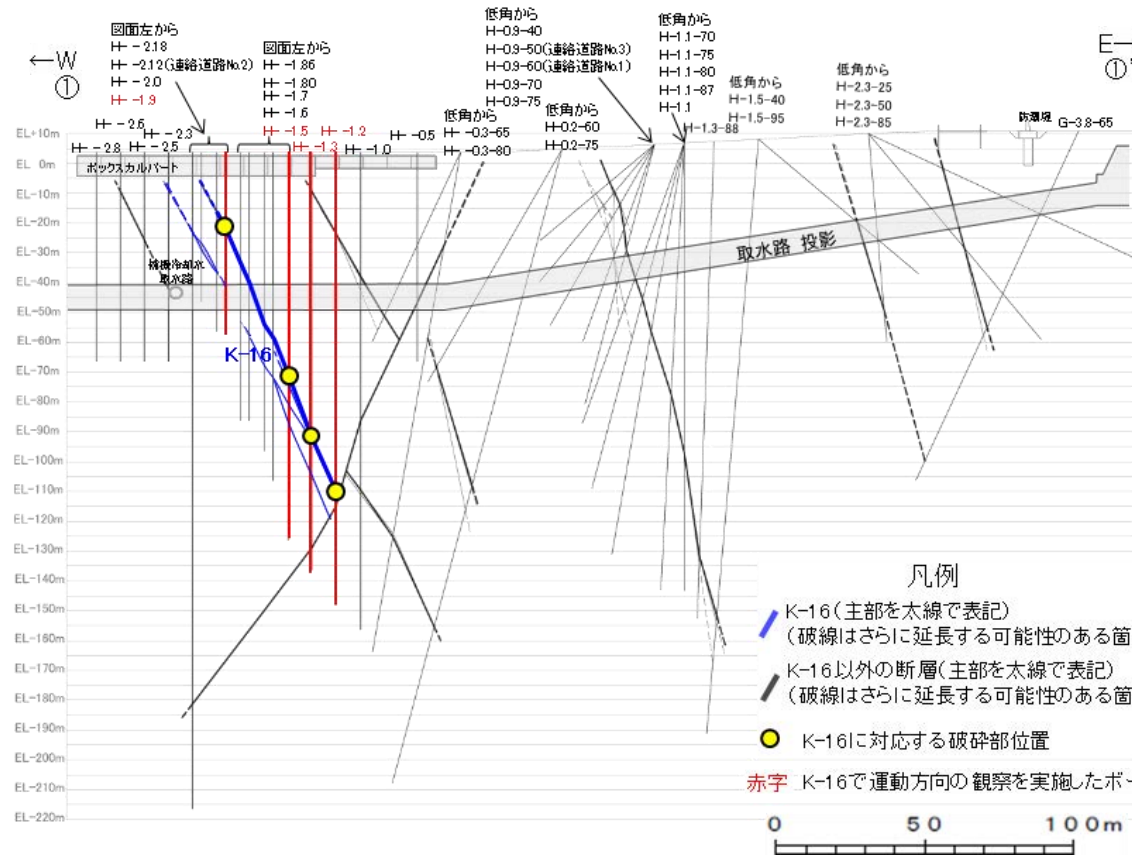 ←W
①
図面左から
H- -2.18
H- -2.12(連絡道路No.2)
H- -2.0
H- -1.9
図面左から
H- -1.86
H- -1.80
H- -1.7
H- -1.6
H- -1.5
H- -1.3
H- -1.2
H- -2.8
H- -2.6
H- -2.5
H- -2.3
H- -1.0
H- -0.5
低角から
H- -0.3-65
H- -0.3-80
低角から
H-0.2-60
H-0.2-75
低角から
H-0.9-40
H-0.9-50(連絡道路No.3)
H-0.9-60(連絡道路No.1)
H-0.9-70
H-0.9-75
低角から
H-1.1-70
H-1.1-75
H-1.1-80
H-1.1-87
H-1.1
H-1.3-88
低角から
H-1.5-40
H-1.5-95
低角から
H-2.3-25
H-2.3-50
H-2.3-85
防潮堤
G-3.8-65
E—
①'
ボックスカルバート
補機冷却水
取水路
取水路 投影
K-16
EL+10m
EL 0m
EL-10m
EL-20m
EL-30m
EL-40m
EL-50m
EL-60m
EL-70m
EL-80m
EL-90m
EL-100m
EL-110m
EL-120m
EL-130m
EL-140m
EL-150m
EL-160m
EL-170m
EL-180m
EL-190m
EL-200m
EL-210m
EL-220m
凡例
K-16(主部を太線で表記)
(破線はさらに延長する可能性のある箇
K-16以外の断層(主部を太線で表記)
(破線はさらに延長する可能性のある箇
K-16に対応する破砕部位置
赤字 K-16で運動方向の観察を実施したボー
0 50 100m